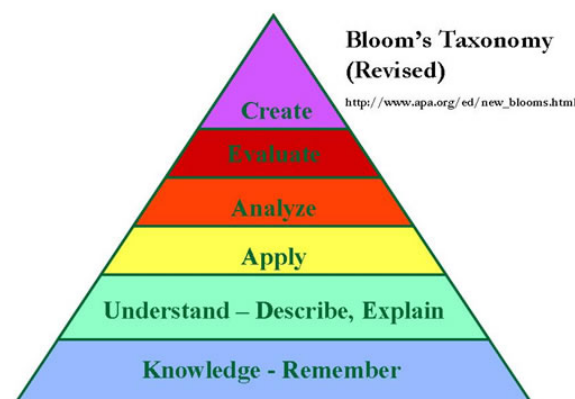 Bloom's Taxonomy
(Revised)
http://www.apa.org/ed/new_blooms.html
Create
Evaluate
Analyze
Apply
Understand – Describe, Explain
Knowledge - Remember